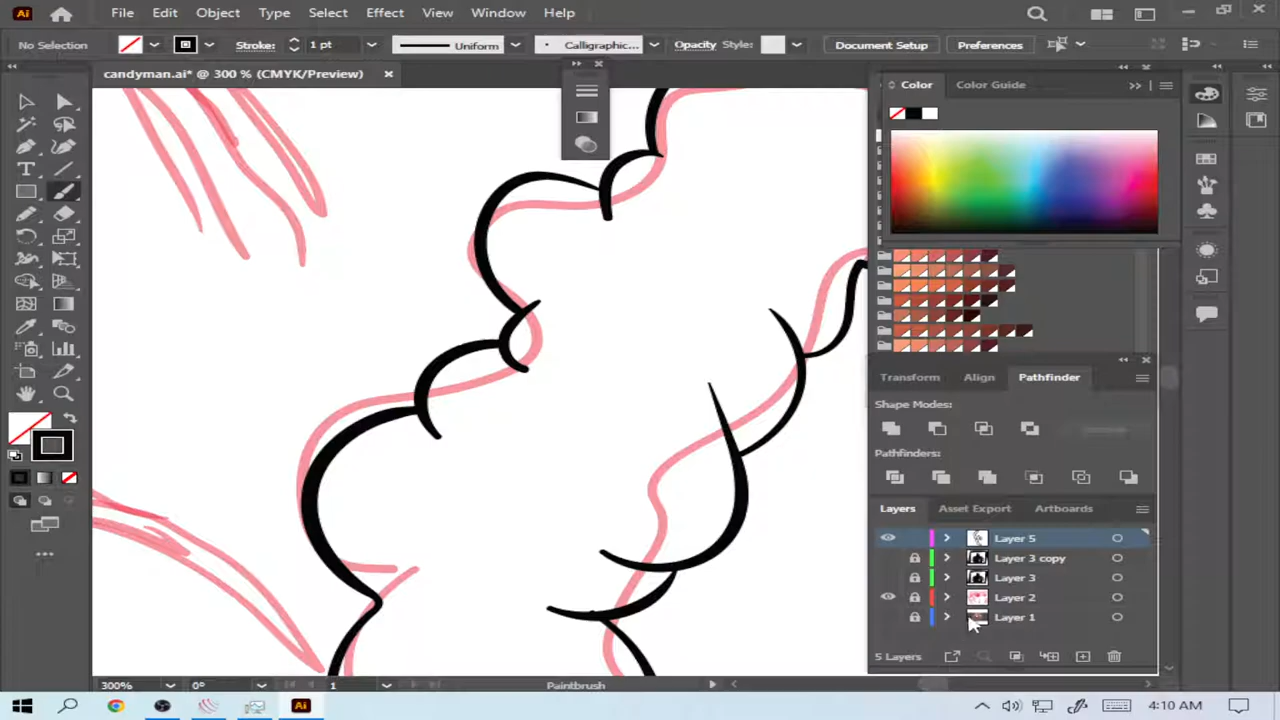 Ai File Edit Object Type Select Effect View Window Help
No Selection Stroke: 1 pt Uniform Calligraphic... Opacity Style: Document Setup Preferences
candyman.ai* @ 300 % (CMYK/Preview)
Color Color Guide
Transform Align Pathfinder
Shape Modes:
Pathfinders:
Layers Asset Export Artboards
Layer 5
Layer 3 copy
Layer 3
Layer 2
Layer 1
5 Layers
300% 0° 1 Paintbrush
Ai 4:10 AM